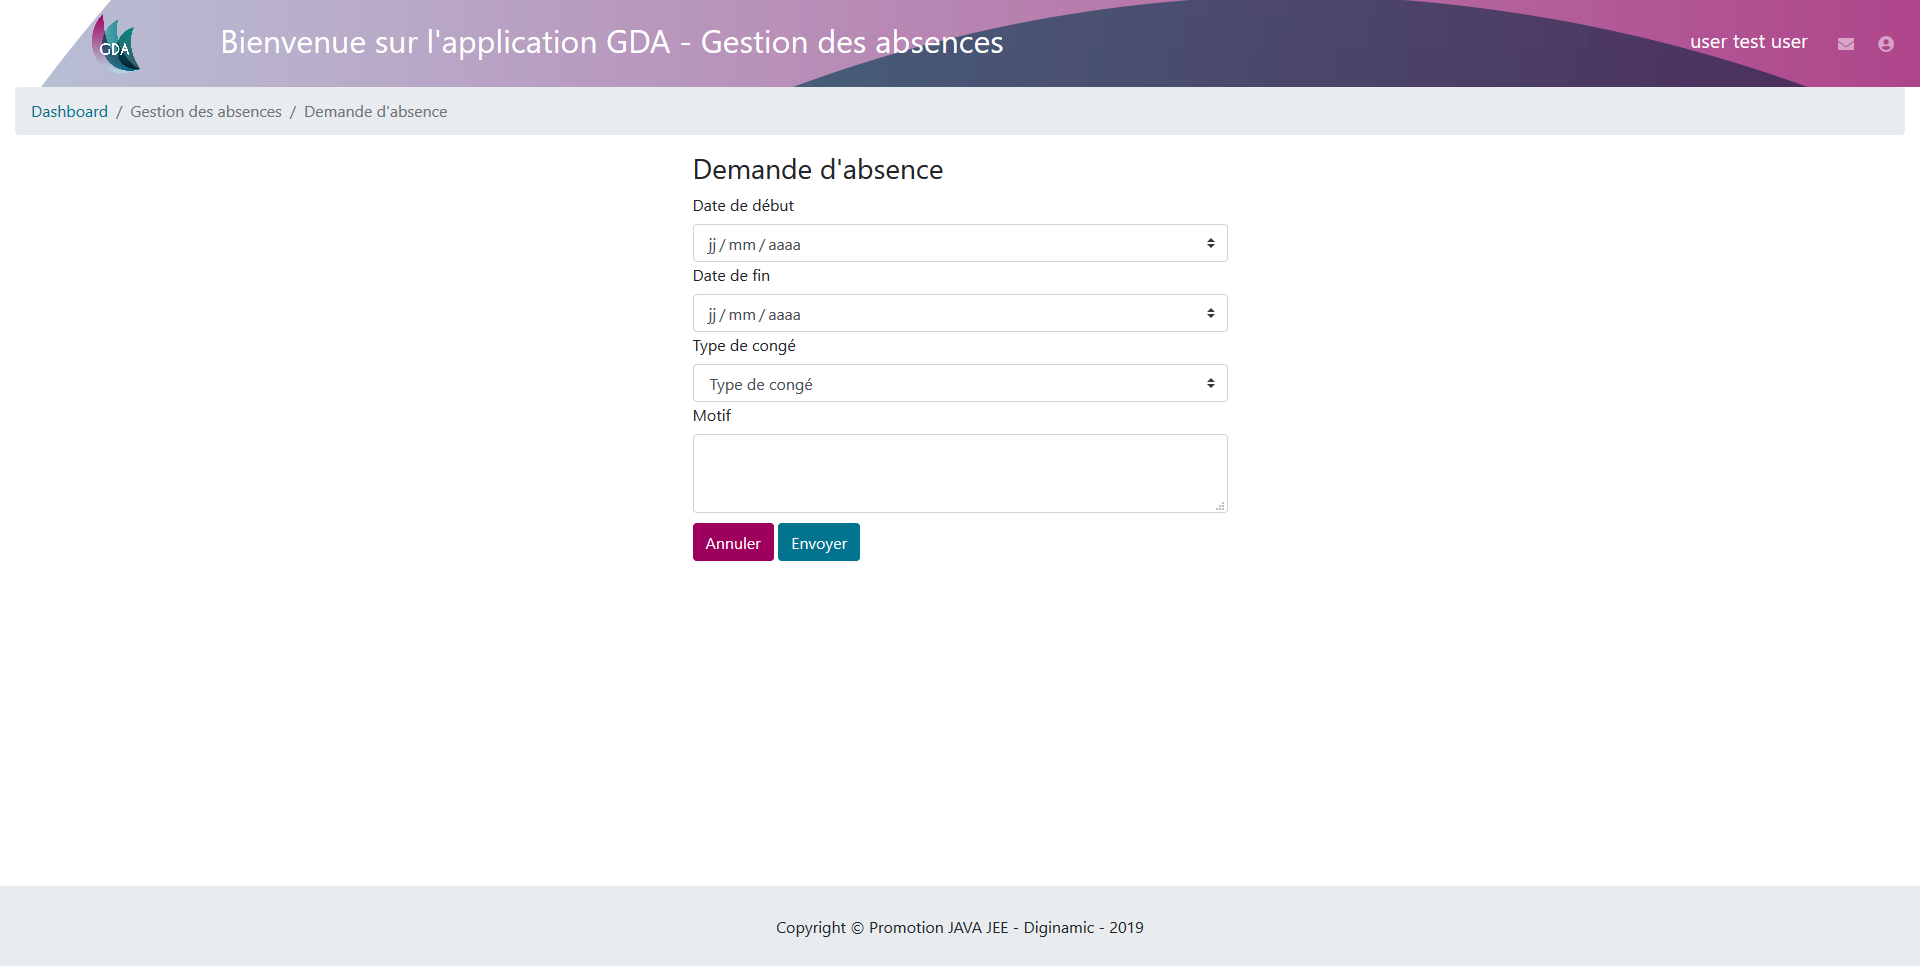 GDA
Bienvenue sur l'application GDA - Gestion des absences
user test user
Dashboard / Gestion des absences / Demande d'absence
Demande d'absence
Date de début
jj / mm / aaaa
Date de fin
jj / mm / aaaa
Type de congé
Type de congé
Motif
Annuler Envoyer
Copyright © Promotion JAVA JEE - Diginamic - 2019